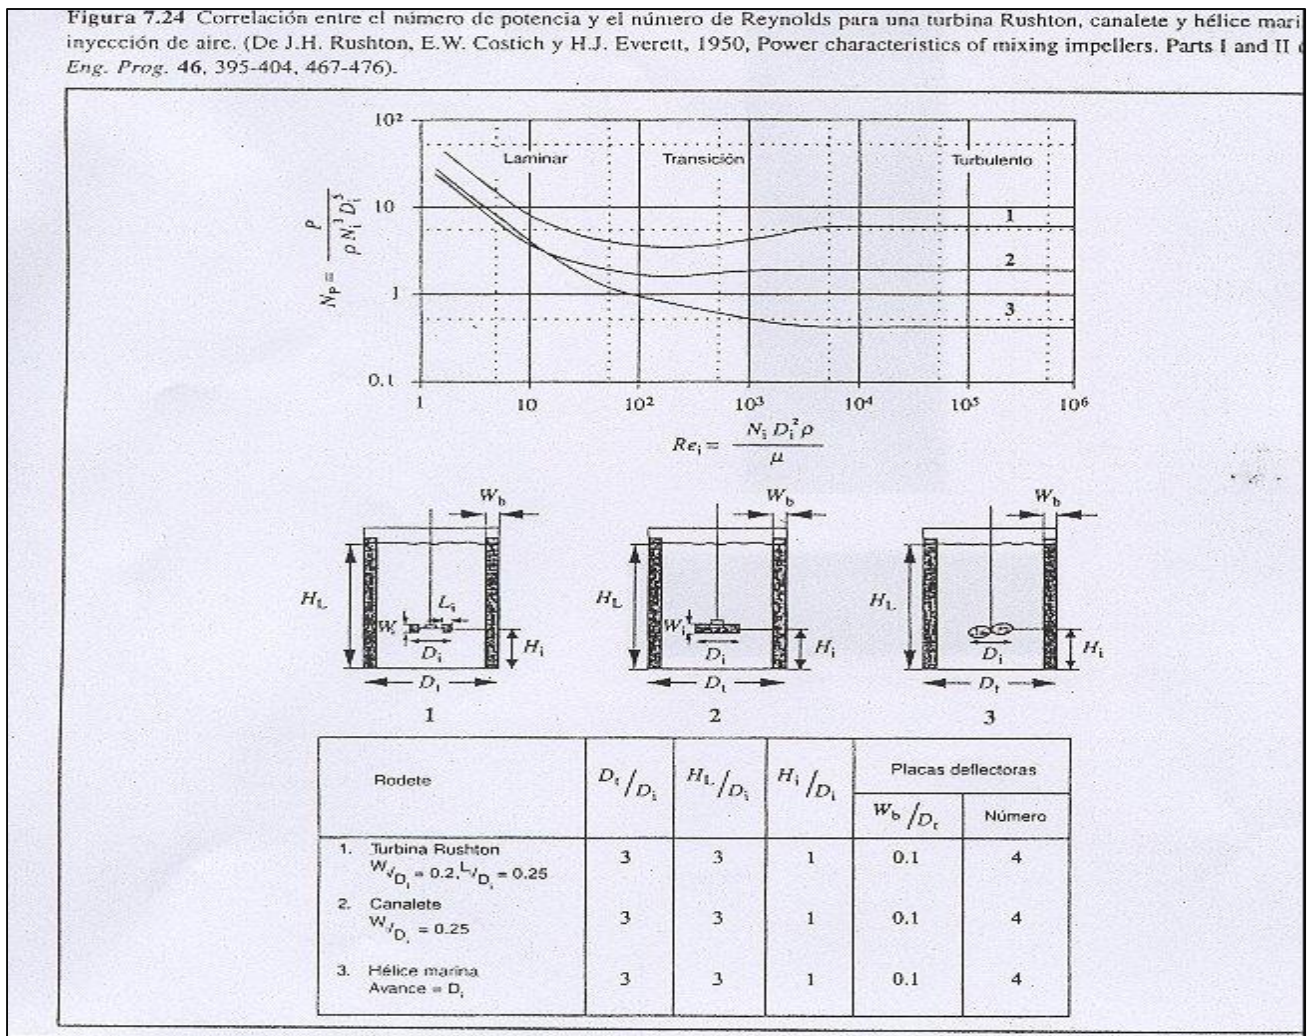 Figura 7.24 Correlación entre el número de potencia y el número de Reynolds para una turbina Rushton, canalete y hélice mari
inyección de aire. (De J.H. Rushton, E.W. Costich y H.J. Everett, 1950, Power characteristics of mixing impellers. Parts I and II
Eng. Prog. 46, 395-404, 467-476).
10²
10
1
0.1
N_P = P / ρ N_i³ D_i⁵
Laminar Transición Turbulento
1
2
3
1 10 10² 10³ 10⁴ 10⁵ 10⁶
Re_i = N_i D_i² ρ / μ
W_b W_b W_b
H_L W_i L_i D_i H_i D_t
H_L W_i D_i H_i D_t
H_L D_i H_i D_t
1 2 3
Rodete D_t/D_i H_L/D_i H_i/D_i Placas deflectoras
W_b/D_t Número
1. Turbina Rushton
W_i/D_i = 0.2, L_i/D_i = 0.25 3 3 1 0.1 4
2. Canalete
W_i/D_i = 0.25 3 3 1 0.1 4
3. Hélice marina
Avance = D_i 3 3 1 0.1 4